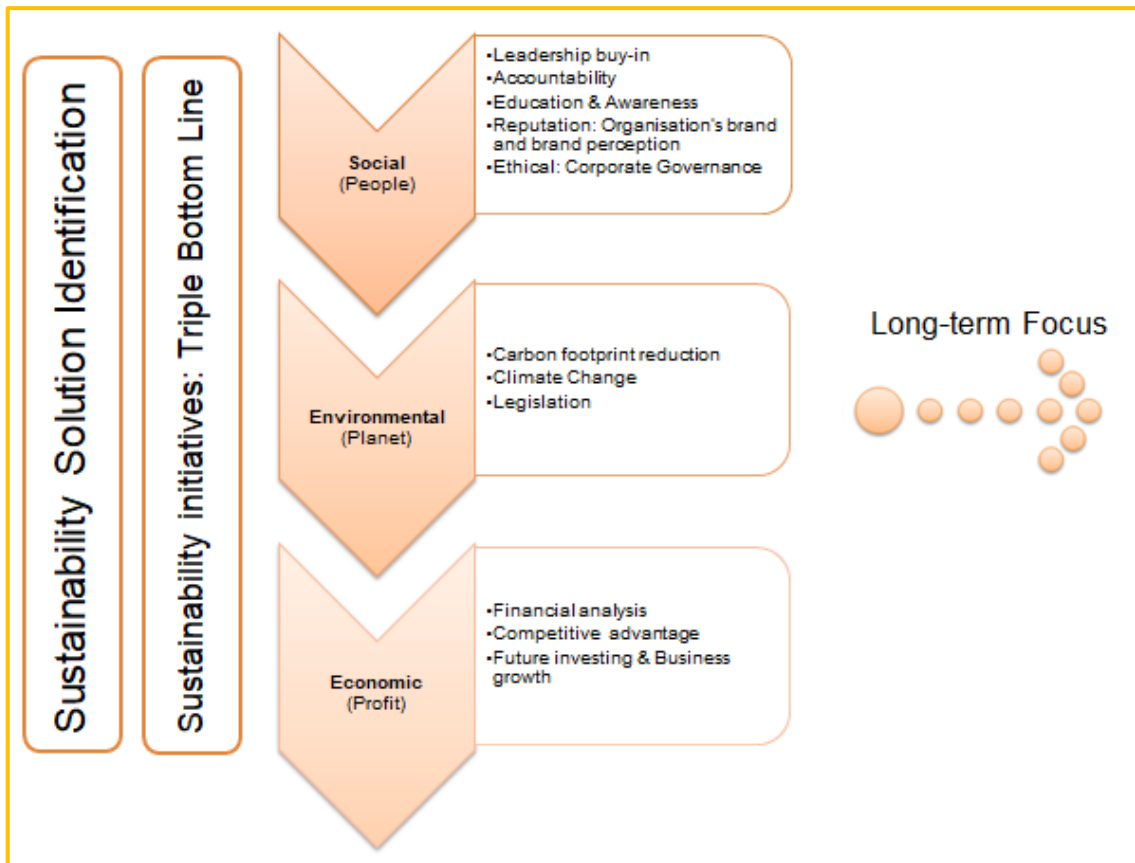 Sustainability Solution Identification
Sustainability initiatives: Triple Bottom Line
Social
(People)
•Leadership buy-in
•Accountability
•Education & Awareness
•Reputation: Organisation's brand
and brand perception
•Ethical: Corporate Governance
Environmental
(Planet)
•Carbon footprint reduction
•Climate Change
•Legislation
Economic
(Profit)
•Financial analysis
•Competitive advantage
•Future investing & Business
growth
Long-term Focus